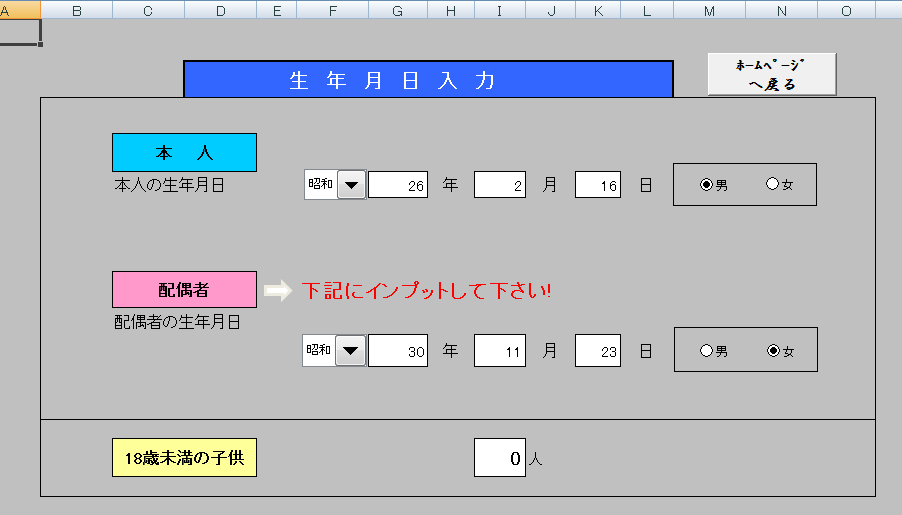 A B C D E F G H I J K L M N O
生年月日入力
ﾎｰﾑﾍﾟｰｼﾞ
へ戻る
本 人
本人の生年月日
昭和 26 年 2 月 16 日 男 女
配偶者
下記にインプットして下さい!
配偶者の生年月日
昭和 30 年 11 月 23 日 男 女
18歳未満の子供 0 人